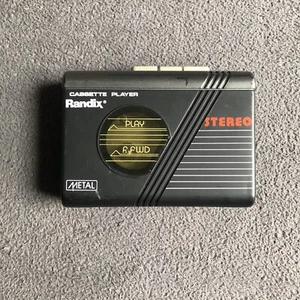 CASSETTE PLAYER
Randix®
PLAY
STEREO
F.FWD
METAL